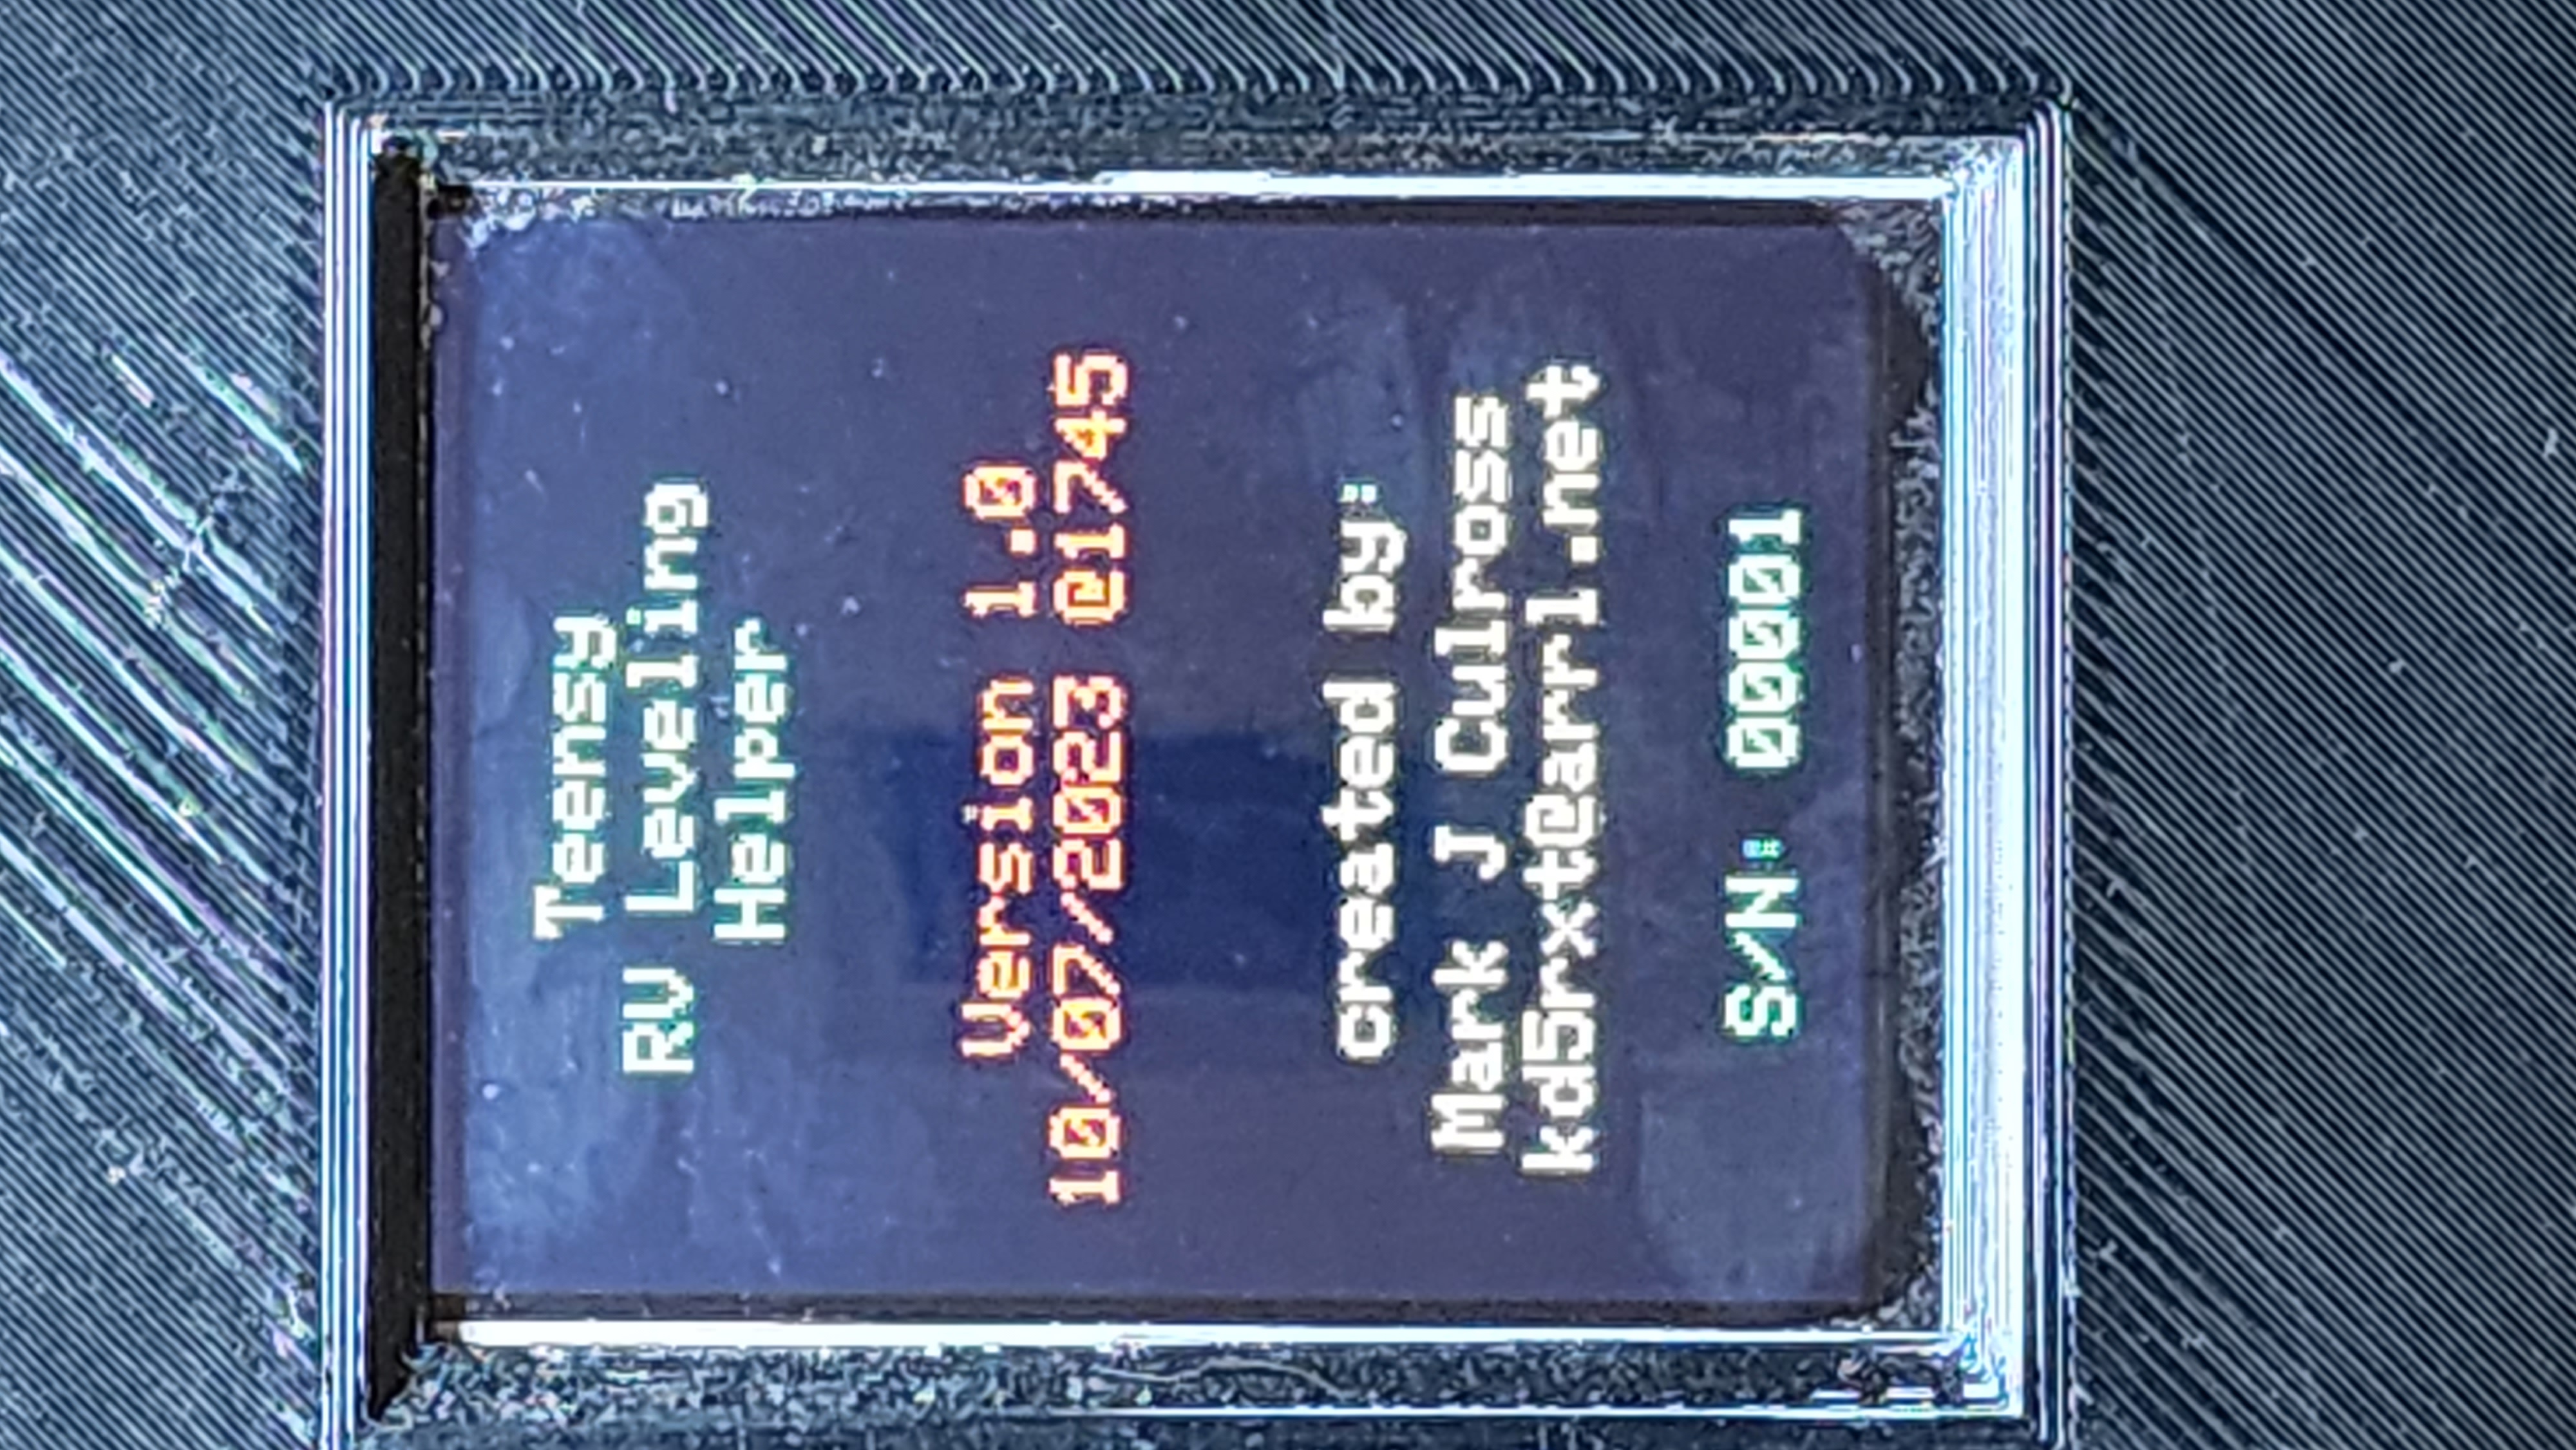 Teensy
RV Leveling
Helper
Version 1.0
10/07/2023 @1745
created by:
Mark J Culross
kd5rxt@arrl.net
S/N: 00001